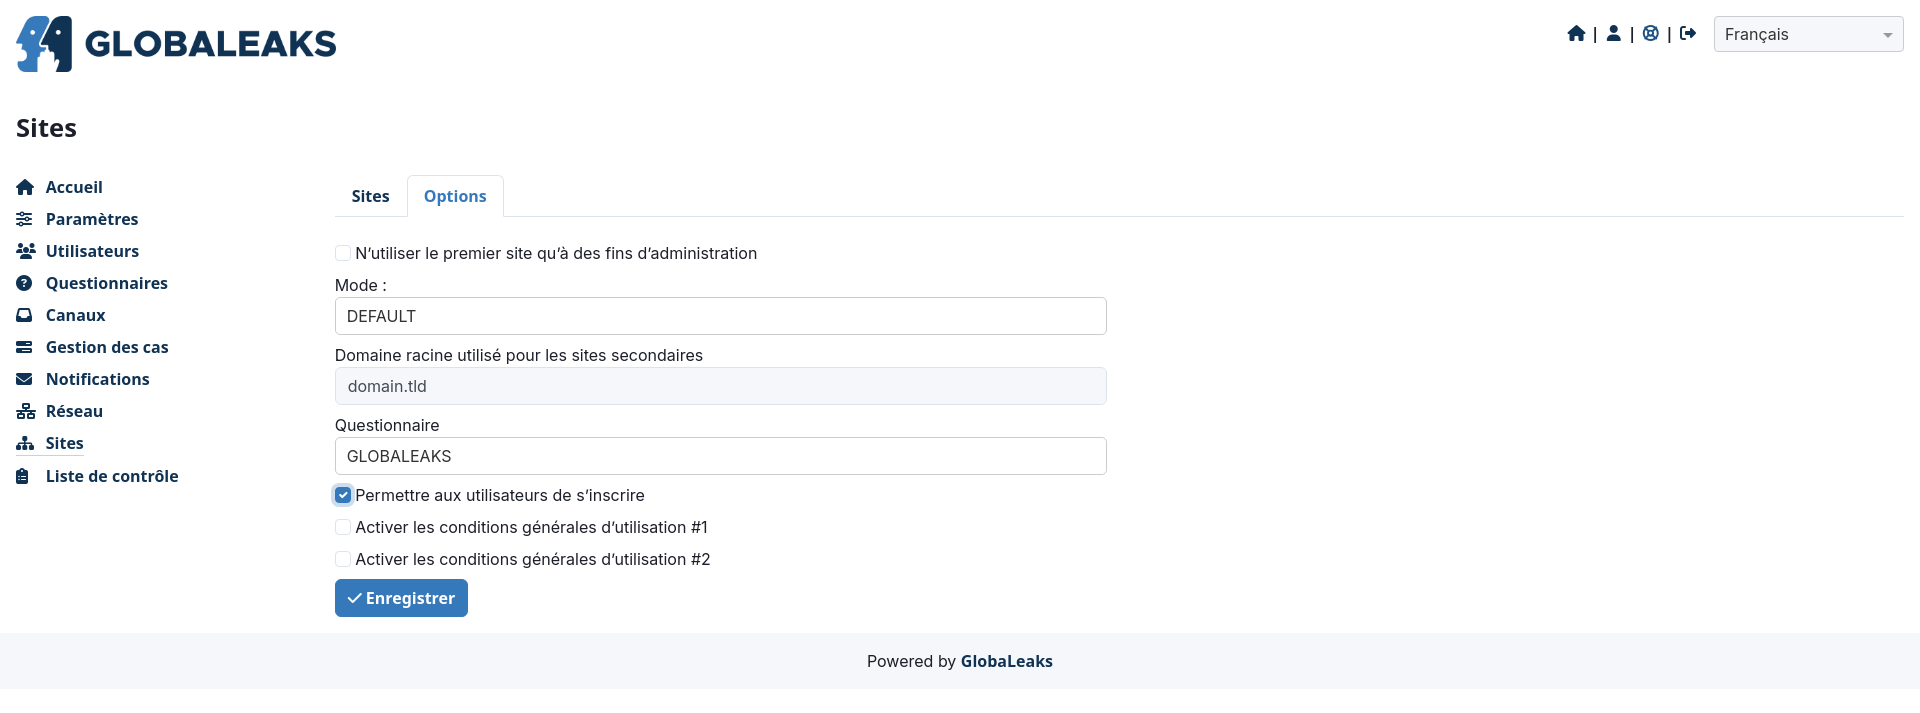 GLOBALEAKS
| | |
Français
Sites
Accueil
Paramètres
Utilisateurs
Questionnaires
Canaux
Gestion des cas
Notifications
Réseau
Sites
Liste de contrôle
Sites
Options
N’utiliser le premier site qu’à des fins d’administration
Mode :
DEFAULT
Domaine racine utilisé pour les sites secondaires
domain.tld
Questionnaire
GLOBALEAKS
Permettre aux utilisateurs de s’inscrire
Activer les conditions générales d’utilisation #1
Activer les conditions générales d’utilisation #2
Enregistrer
Powered by GlobaLeaks